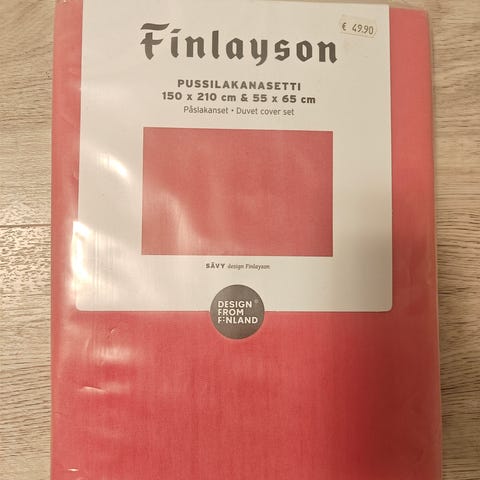 Finlayson
€ 49.90
PUSSILAKANASETTI
150 x 210 cm & 55 x 65 cm
Påslakanset • Duvet cover set
SÄVY design Finlayson
DESIGN®
FROM
FINLAND